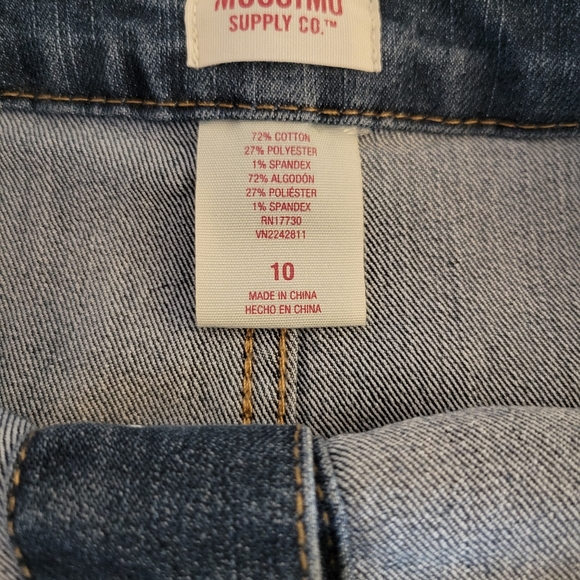 MOSSIMO
SUPPLY CO.™
72% COTTON
27% POLYESTER
1% SPANDEX
72% ALGODÓN
27% POLIÉSTER
1% SPANDEX
RN17730
VN2242811
10
MADE IN CHINA
HECHO EN CHINA